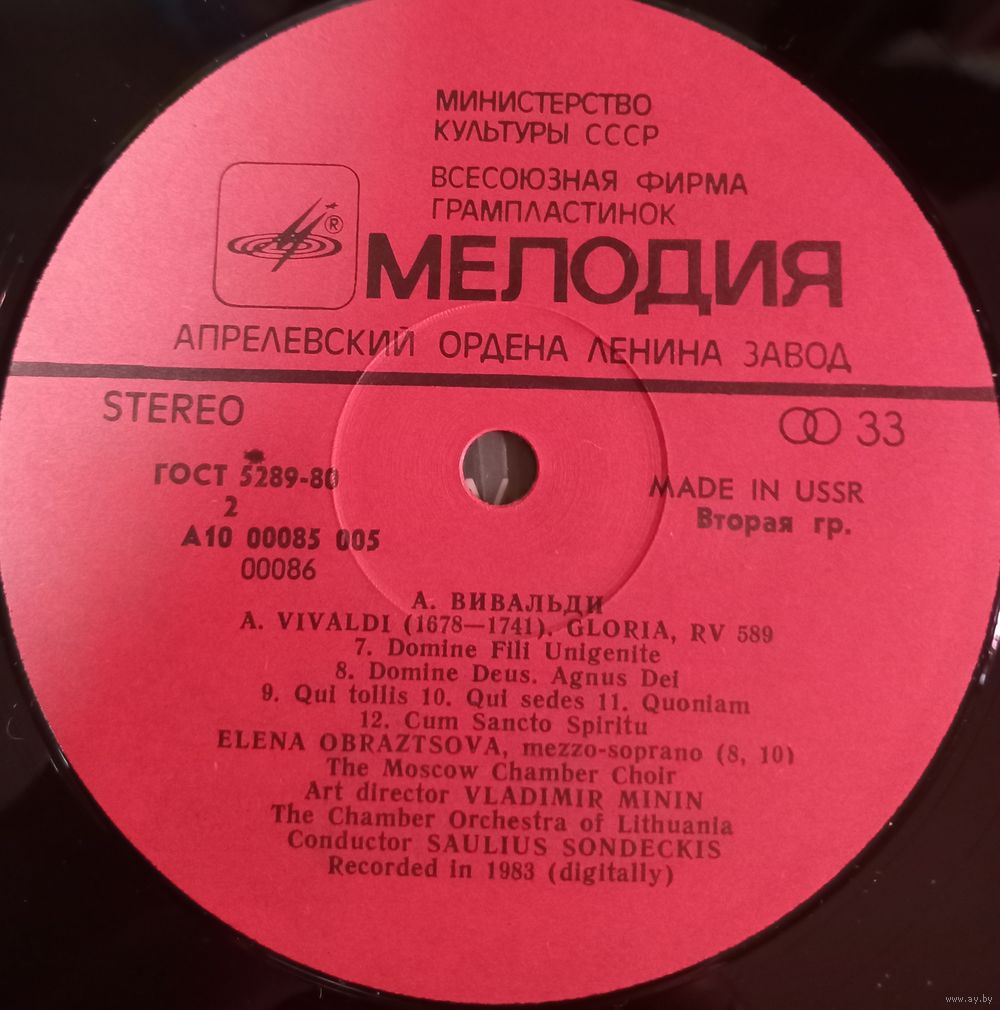 МИНИСТЕРСТВО
КУЛЬТУРЫ СССР
ВСЕСОЮЗНАЯ ФИРМА
ГРАМПЛАСТИНОК
®
МЕЛОДИЯ
АПРЕЛЕВСКИЙ ОРДЕНА ЛЕНИНА ЗАВОД
STEREO
33
ГОСТ 5289-80
MADE IN USSR
2
Вторая гр.
А10 00085 005
00086
А. ВИВАЛЬДИ
A. VIVALDI (1678—1741). GLORIA, RV 589
7. Domine Fili Unigenite
8. Domine Deus. Agnus Dei
9. Qui tollis 10. Qui sedes 11. Quoniam
12. Cum Sancto Spiritu
ELENA OBRAZTSOVA, mezzo-soprano (8, 10)
The Moscow Chamber Choir
Art director VLADIMIR MININ
The Chamber Orchestra of Lithuania
Conductor SAULIUS SONDECKIS
Recorded in 1983 (digitally)
www.ay.by